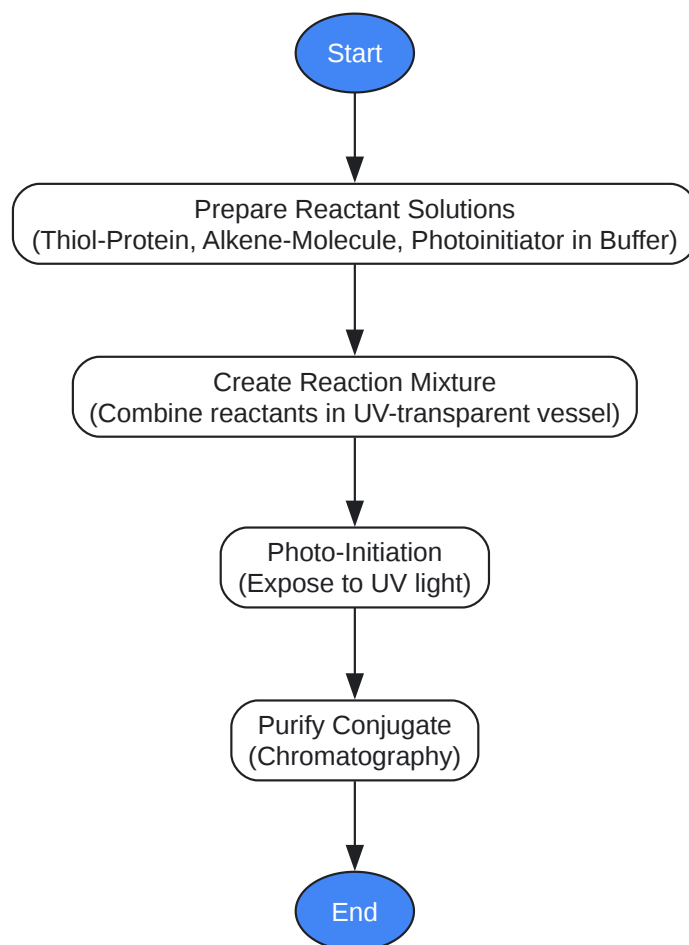 Start
Prepare Reactant Solutions
(Thiol-Protein, Alkene-Molecule, Photoinitiator in Buffer)
Create Reaction Mixture
(Combine reactants in UV-transparent vessel)
Photo-Initiation
(Expose to UV light)
Purify Conjugate
(Chromatography)
End